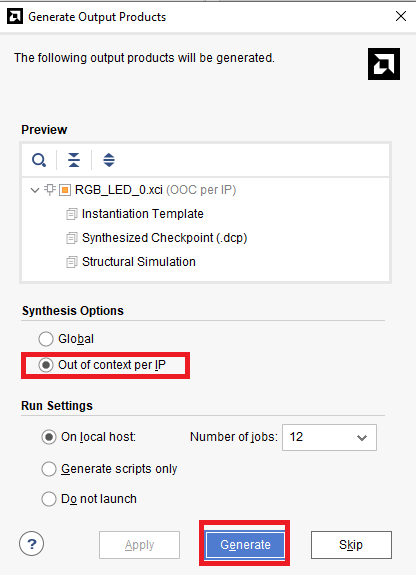 Generate Output Products
The following output products will be generated.
Preview
RGB_LED_0.xci (OOC per IP)
Instantiation Template
Synthesized Checkpoint (.dcp)
Structural Simulation
Synthesis Options
Global
Out of context per IP
Run Settings
On local host: Number of jobs: 12
Generate scripts only
Do not launch
? Apply Generate Skip